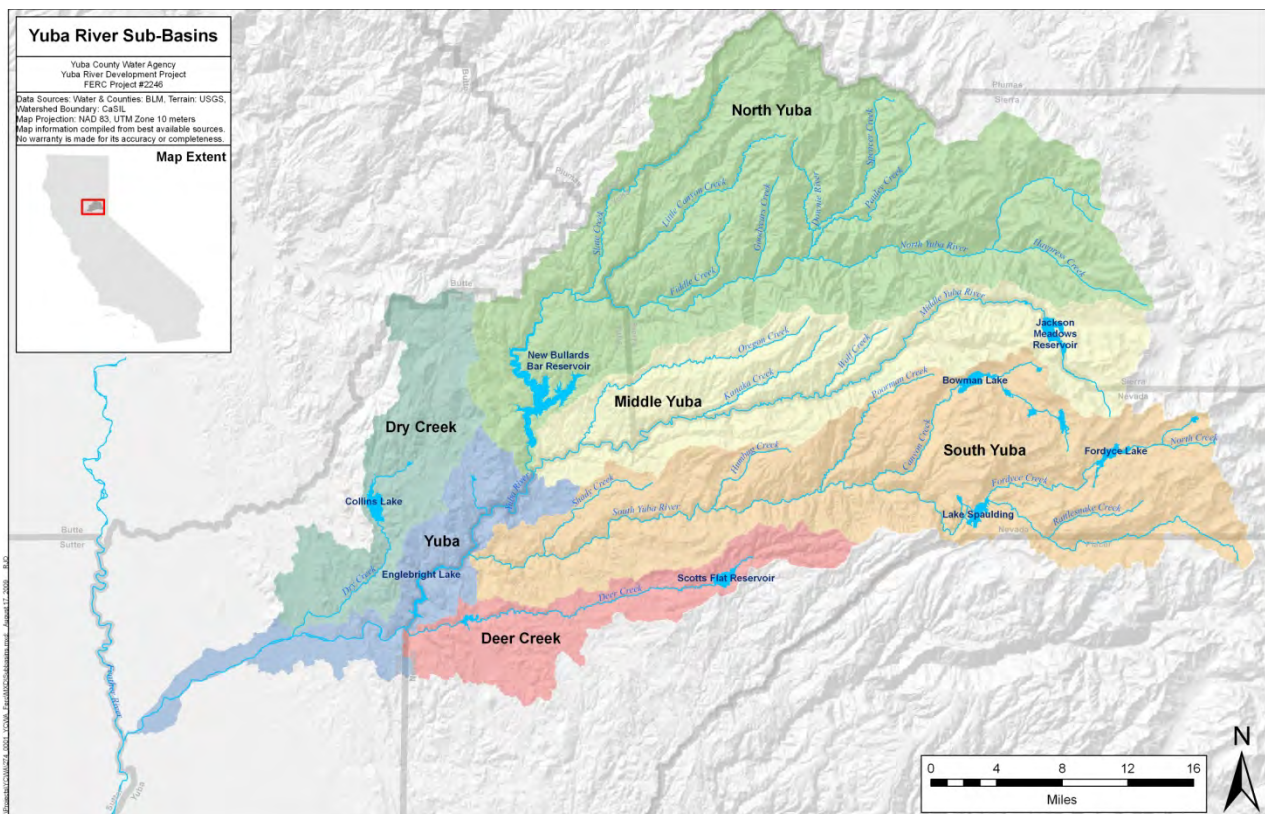 Yuba River Sub-Basins
Yuba County Water Agency
Yuba River Development Project
FERC Project #2246
Data Sources: Water & Counties: BLM, Terrain: USGS,
Watershed Boundary: CaSIL
Map Projection: NAD 83, UTM Zone 10 meters
Map information compiled from best available sources.
No warranty is made for its accuracy or completeness.
Map Extent
Butte
Plumas
Sierra
North Yuba
Spencer Creek
Little Canyon Creek
Downie River
Pauley Creek
Goodyears Creek
Slate Creek
North Yuba River
Haypress Creek
Fiddle Creek
Butte
Middle Yuba River
Jackson
Meadows
Reservoir
Oregon Creek
Wolf Creek
New Bullards
Bar Reservoir
Kanaka Creek
Poorman Creek
Bowman Lake
Sierra
Nevada
Middle Yuba
Dry Creek
South Yuba
Canyon Creek
Humbug Creek
Fordyce Lake
North Creek
Fordyce Creek
Shady Creek
Yuba River
Collins Lake
South Yuba River
Lake Spaulding
Rattlesnake Creek
Nevada
Placer
Butte
Sutter
Yuba
Englebright Lake
Dry Creek
Scotts Flat Reservoir
Deer Creek
Deer Creek
Feather River
Sutter
Yuba
N
0 4 8 12 16
Miles